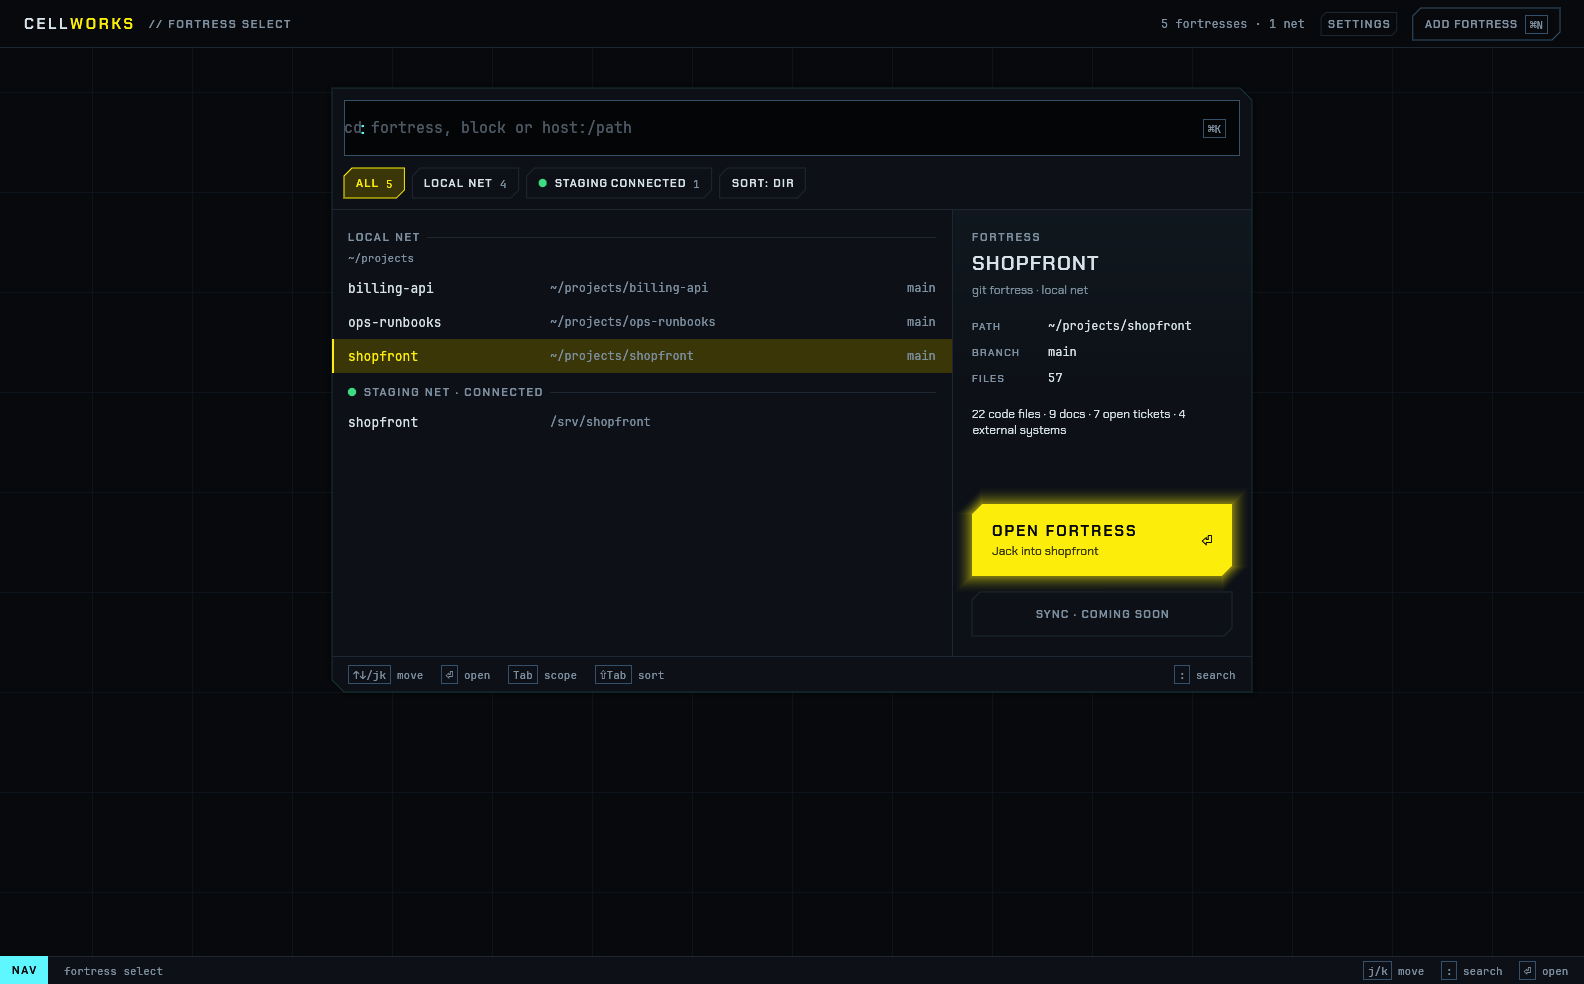 CELLWORKS // FORTRESS SELECT 5 fortresses · 1 net SETTINGS ADD FORTRESS ⌘N
: cd fortress, block or host:/path ⌘K
ALL 5 LOCAL NET 4 STAGING CONNECTED 1 SORT: DIR
LOCAL NET
~/projects
billing-api ~/projects/billing-api main
ops-runbooks ~/projects/ops-runbooks main
shopfront ~/projects/shopfront main
STAGING NET · CONNECTED
shopfront /srv/shopfront
FORTRESS
SHOPFRONT
git fortress · local net
PATH ~/projects/shopfront
BRANCH main
FILES 57
22 code files · 9 docs · 7 open tickets · 4
external systems
OPEN FORTRESS
Jack into shopfront ⏎
SYNC · COMING SOON
↑↓/jk move ⏎ open Tab scope ⇧Tab sort : search
NAV fortress select j/k move : search ⏎ open